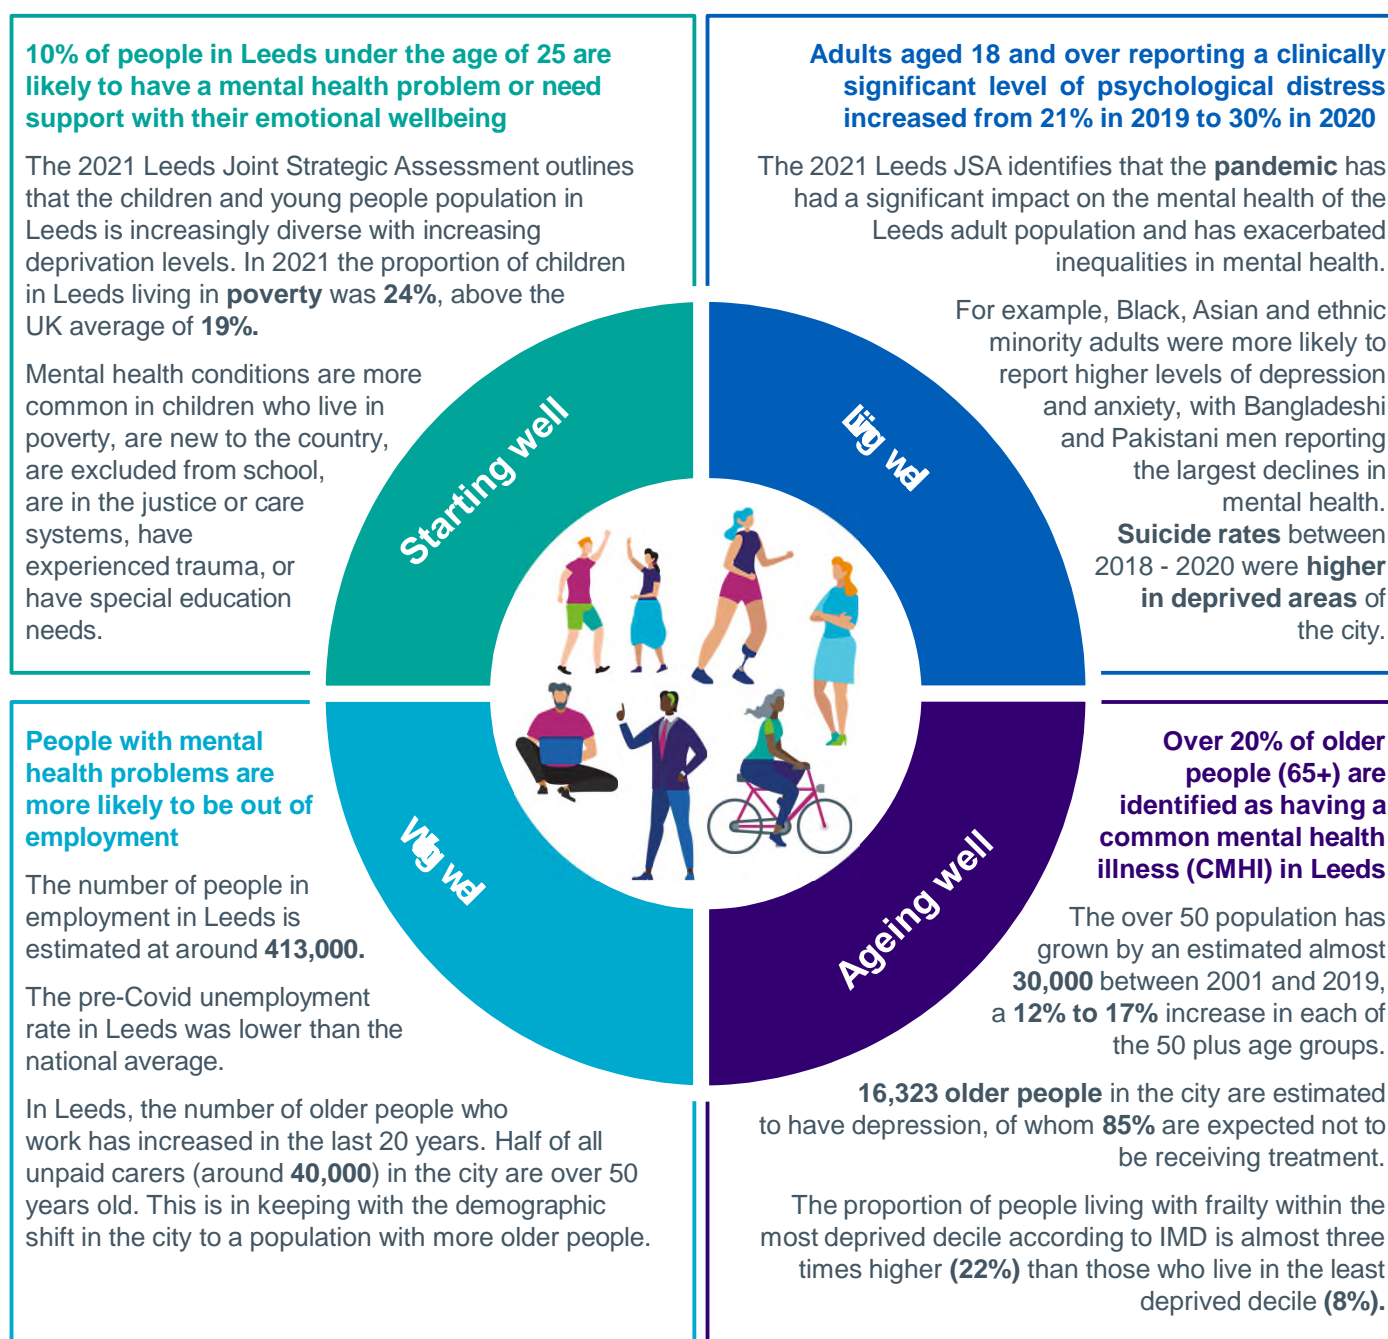 10% of people in Leeds under the age of 25 are
likely to have a mental health problem or need
support with their emotional wellbeing
The 2021 Leeds Joint Strategic Assessment outlines
that the children and young people population in
Leeds is increasingly diverse with increasing
deprivation levels. In 2021 the proportion of children
in Leeds living in poverty was 24%, above the
UK average of 19%.
Mental health conditions are more
common in children who live in
poverty, are new to the country,
are excluded from school,
are in the justice or care
systems, have
experienced trauma, or
have special education
needs.
Starting well
Adults aged 18 and over reporting a clinically
significant level of psychological distress
increased from 21% in 2019 to 30% in 2020
The 2021 Leeds JSA identifies that the pandemic has
had a significant impact on the mental health of the
Leeds adult population and has exacerbated
inequalities in mental health.
For example, Black, Asian and ethnic
minority adults were more likely to
report higher levels of depression
and anxiety, with Bangladeshi
and Pakistani men reporting
the largest declines in
mental health.
Suicide rates between
2018 - 2020 were higher
in deprived areas of
the city.
living well
People with mental
health problems are
more likely to be out of
employment
The number of people in
employment in Leeds is
estimated at around 413,000.
The pre-Covid unemployment
rate in Leeds was lower than the
national average.
In Leeds, the number of older people who
work has increased in the last 20 years. Half of all
unpaid carers (around 40,000) in the city are over 50
years old. This is in keeping with the demographic
shift in the city to a population with more older people.
Working well
Over 20% of older
people (65+) are
identified as having a
common mental health
illness (CMHI) in Leeds
The over 50 population has
grown by an estimated almost
30,000 between 2001 and 2019,
a 12% to 17% increase in each of
the 50 plus age groups.
16,323 older people in the city are estimated
to have depression, of whom 85% are expected not to
be receiving treatment.
The proportion of people living with frailty within the
most deprived decile according to IMD is almost three
times higher (22%) than those who live in the least
deprived decile (8%).
Ageing well